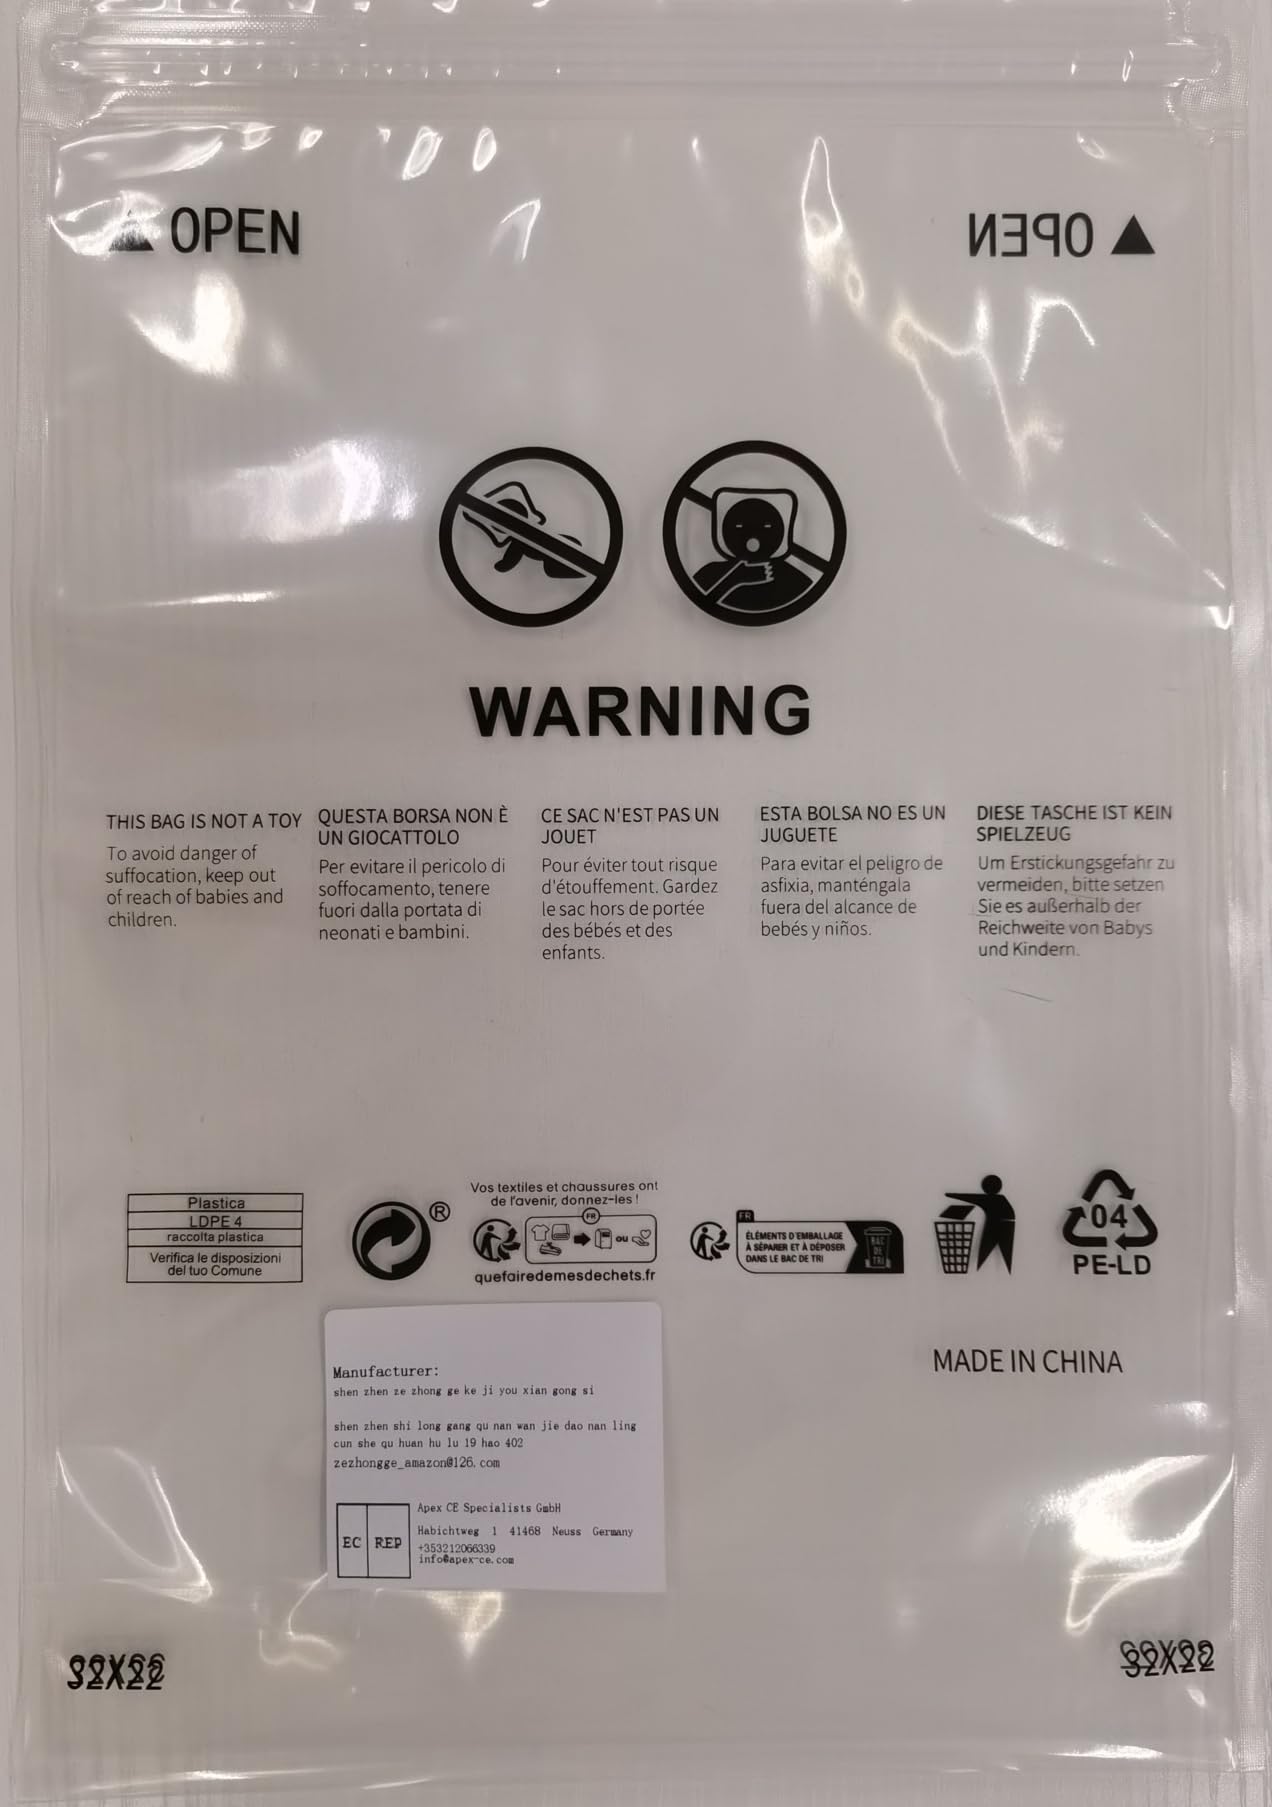 OPEN
OPEN
WARNING
THIS BAG IS NOT A TOY
To avoid danger of
suffocation, keep out
of reach of babies and
children.
QUESTA BORSA NON È
UN GIOCATTOLO
Per evitare il pericolo di
soffocamento, tenere
fuori dalla portata di
neonati e bambini.
CE SAC N'EST PAS UN
JOUET
Pour éviter tout risque
d'étouffement. Gardez
le sac hors de portée
des bébés et des
enfants.
ESTA BOLSA NO ES UN
JUGUETE
Para evitar el peligro de
asfixia, manténgala
fuera del alcance de
bebés y niños.
DIESE TASCHE IST KEIN
SPIELZEUG
Um Erstickungsgefahr zu
vermeiden, bitte setzen
Sie es außerhalb der
Reichweite von Babys
und Kindern.
Plastica
LDPE 4
raccolta plastica
Verifica le disposizioni
del tuo Comune
®
Vos textiles et chaussures ont
de l'avenir, donnez-les !
FR
ou
quefairedemesdechets.fr
FR
ÉLÉMENTS D'EMBALLAGE
À SÉPARER ET À DÉPOSER
DANS LE BAC DE TRI
BAC
DE
TRI
04
PE-LD
MADE IN CHINA
Manufacturer:
shen zhen ze zhong ge ke ji you xian gong si
shen zhen shi long gang qu nan wan jie dao nan ling
cun she qu huan hu lu 19 hao 402
zezhongge_amazon@126.com
EC REP
Apex CE Specialists GmbH
Habichtweg 1 41468 Neuss Germany
+353212066339
info@apex-ce.com
32X22
32X22